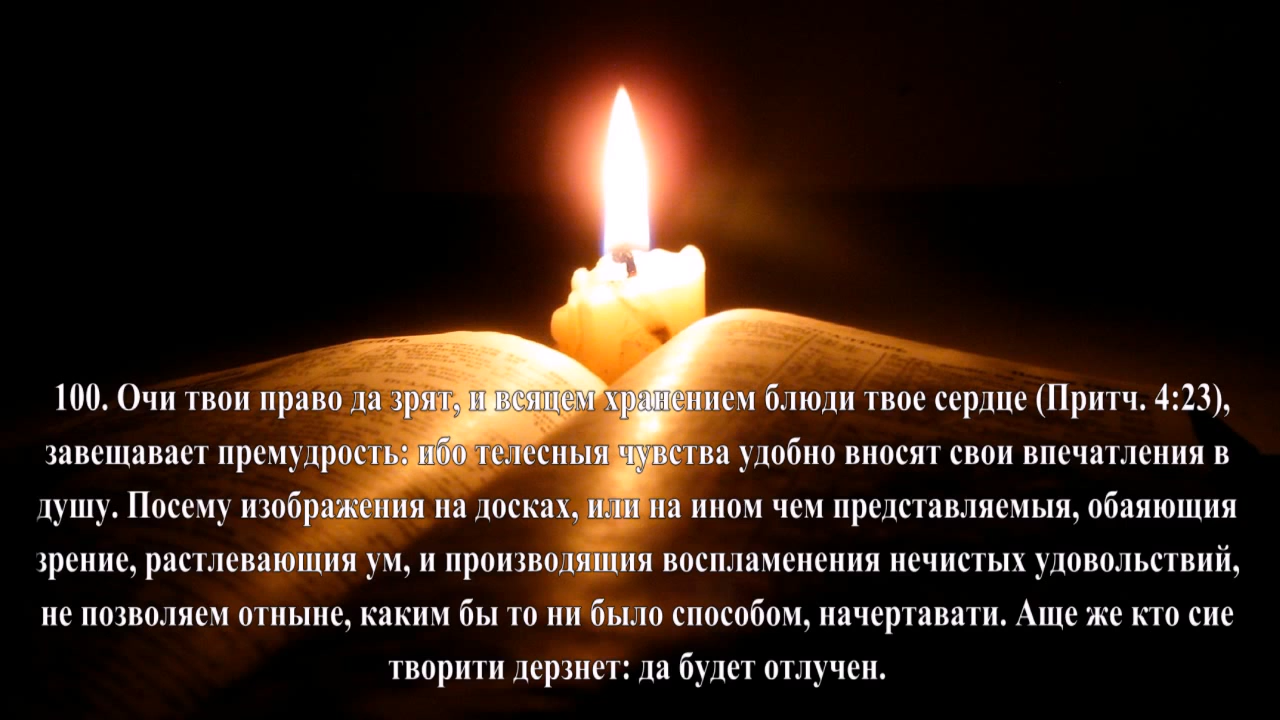 100. Очи твои право да зрят, и всяцем хранением блюди твое сердце (Притч. 4:23),
завещавает премудрость: ибо телесныя чувства удобно вносят свои впечатления в
душу. Посему изображения на досках, или на ином чем представляемыя, обаяющия
зрение, растлевающия ум, и производящия воспламенения нечистых удовольствий,
не позволяем отныне, каким бы то ни было способом, начертавати. Аще же кто сие
творити дерзнет: да будет отлучен.